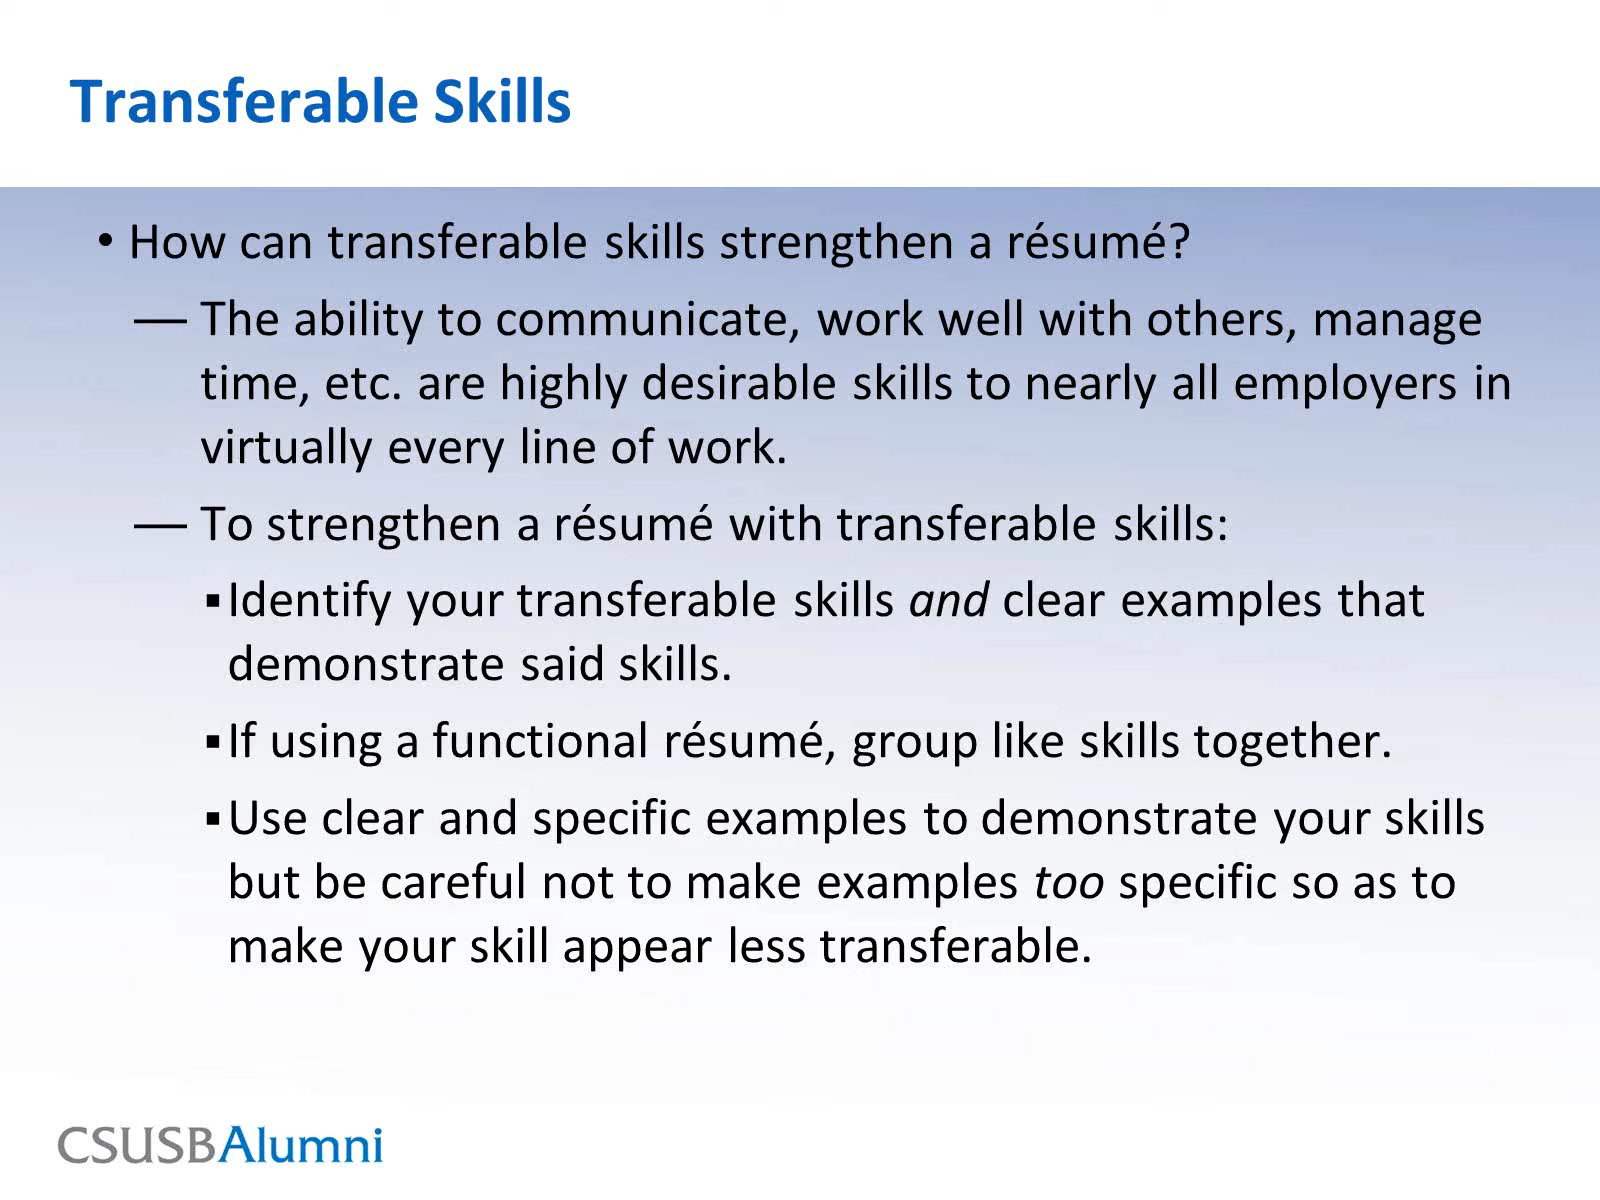 Transferable Skills
• How can transferable skills strengthen a résumé?
— The ability to communicate, work well with others, manage
time, etc. are highly desirable skills to nearly all employers in
virtually every line of work.
— To strengthen a résumé with transferable skills:
▪Identify your transferable skills and clear examples that
demonstrate said skills.
▪If using a functional résumé, group like skills together.
▪Use clear and specific examples to demonstrate your skills
but be careful not to make examples too specific so as to
make your skill appear less transferable.
CSUSBAlumni